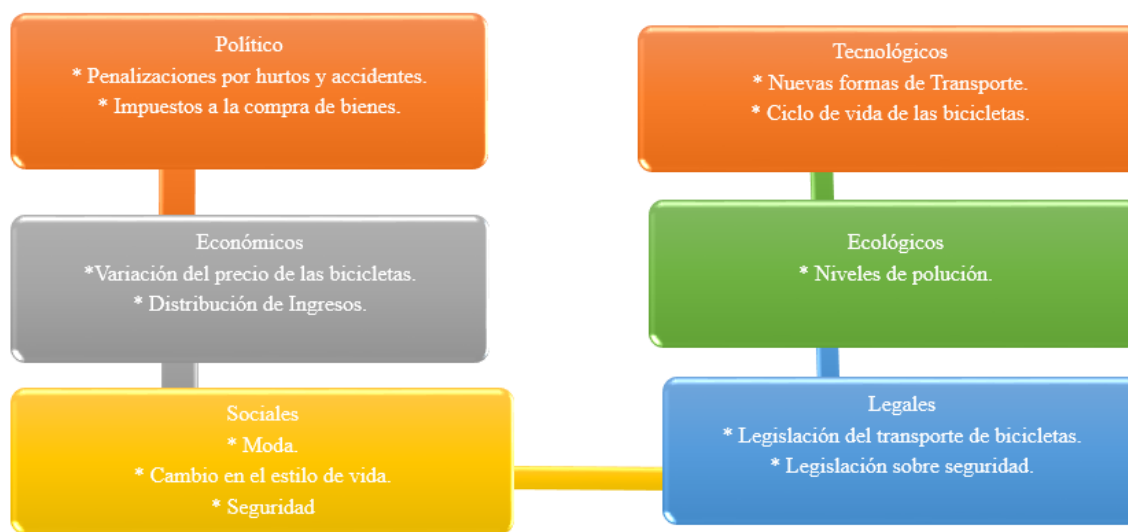 Político
* Penalizaciones por hurtos y accidentes.
* Impuestos a la compra de bienes.
Económicos
*Variación del precio de las bicicletas.
* Distribución de Ingresos.
Sociales
* Moda.
* Cambio en el estilo de vida.
* Seguridad
Tecnológicos
* Nuevas formas de Transporte.
* Ciclo de vida de las bicicletas.
Ecológicos
* Niveles de polución.
Legales
* Legislación del transporte de bicicletas.
* Legislación sobre seguridad.